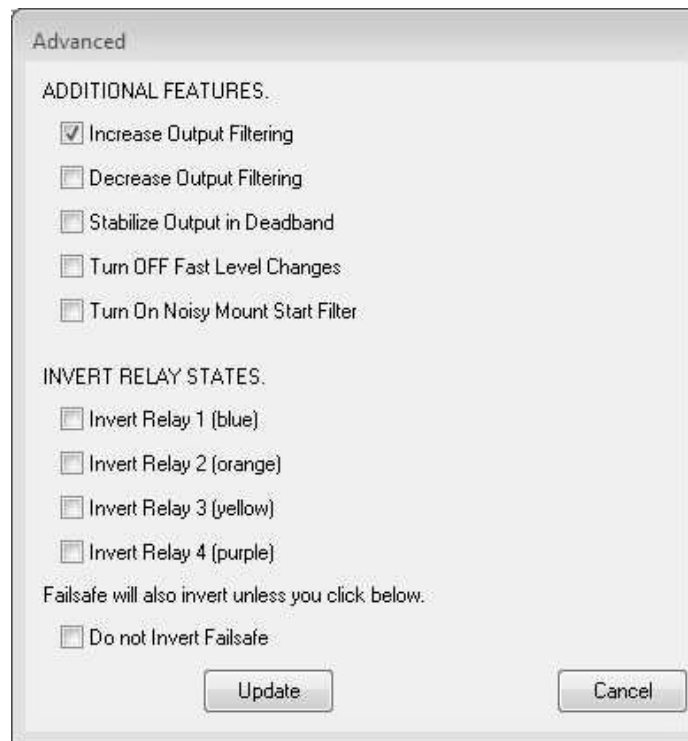 Advanced
ADDITIONAL FEATURES.
Increase Output Filtering
Decrease Output Filtering
Stabilize Output in Deadband
Turn OFF Fast Level Changes
Turn On Noisy Mount Start Filter
INVERT RELAY STATES.
Invert Relay 1 (blue)
Invert Relay 2 (orange)
Invert Relay 3 (yellow)
Invert Relay 4 (purple)
Failsafe will also invert unless you click below.
Do not Invert Failsafe
Update Cancel